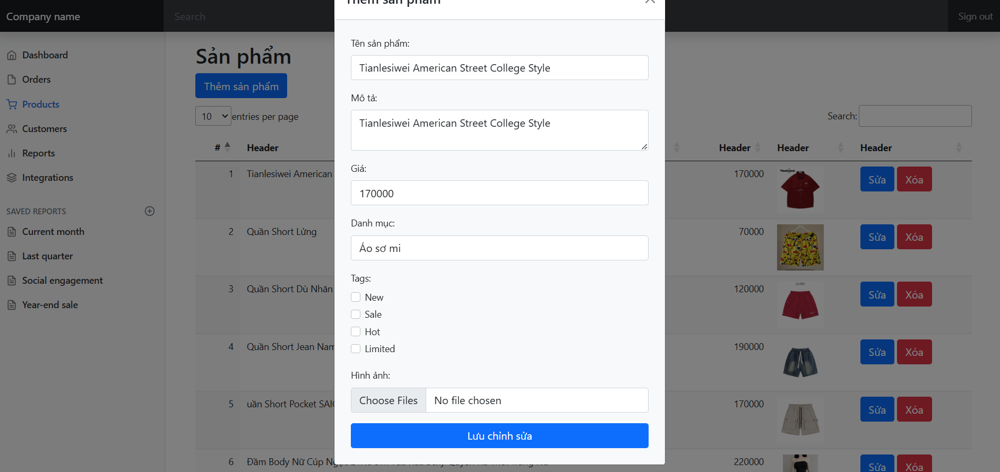 Company name
Search
Thêm sản phẩm
Sign out
Dashboard
Orders
Products
Customers
Reports
Integrations
SAVED REPORTS
Current month
Last quarter
Social engagement
Year-end sale
Sản phẩm
Thêm sản phẩm
10 entries per page
Search:
# Header Header Header Header
1 Tianlesiwei American 170000 Tianlesiwei Sửa Xóa
2 Quần Short Lửng 70000 Sửa Xóa
3 Quần Short Dù Nhăn 120000 GUPO Sửa Xóa
4 Quần Short Jean Nam 190000 Sửa Xóa
5 uần Short Pocket SAIG 170000 Sửa Xóa
6 Đầm Body Nữ Cúp 220000 Sửa Xóa
Tên sản phẩm:
Tianlesiwei American Street College Style
Mô tả:
Tianlesiwei American Street College Style
Giá:
170000
Danh mục:
Áo sơ mi
Tags:
New
Sale
Hot
Limited
Hình ảnh:
Choose Files No file chosen
Lưu chỉnh sửa